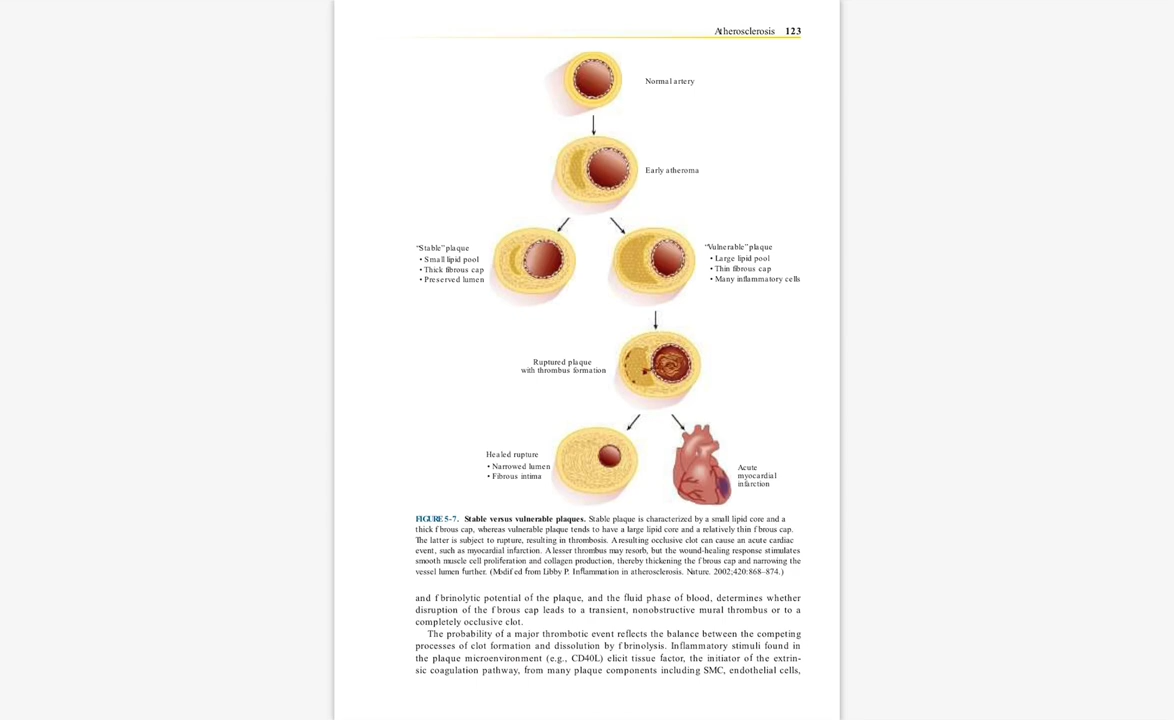 Atherosclerosis 123
Normal artery
Early atheroma
"Stable" plaque
• Small lipid pool
• Thick fibrous cap
• Preserved lumen
"Vulnerable" plaque
• Large lipid pool
• Thin fibrous cap
• Many inflammatory cells
Ruptured plaque
with thrombus formation
Healed rupture
• Narrowed lumen
• Fibrous intima
Acute
myocardial
infarction
FIGURE 5-7. Stable versus vulnerable plaques. Stable plaque is characterized by a small lipid core and a
thick f brous cap, whereas vulnerable plaque tends to have a large lipid core and a relatively thin f brous cap.
The latter is subject to rupture, resulting in thrombosis. A resulting occlusive clot can cause an acute cardiac
event, such as myocardial infarction. A lesser thrombus may resorb, but the wound-healing response stimulates
smooth muscle cell proliferation and collagen production, thereby thickening the f brous cap and narrowing the
vessel lumen further. (Modif ed from Libby P. Inflammation in atherosclerosis. Nature. 2002;420:868–874.)
and f brinolytic potential of the plaque, and the fluid phase of blood, determines whether
disruption of the f brous cap leads to a transient, nonobstructive mural thrombus or to a
completely occlusive clot.
The probability of a major thrombotic event reflects the balance between the competing
processes of clot formation and dissolution by f brinolysis. Inflammatory stimuli found in
the plaque microenvironment (e.g., CD40L) elicit tissue factor, the initiator of the extrin-
sic coagulation pathway, from many plaque components including SMC, endothelial cells,